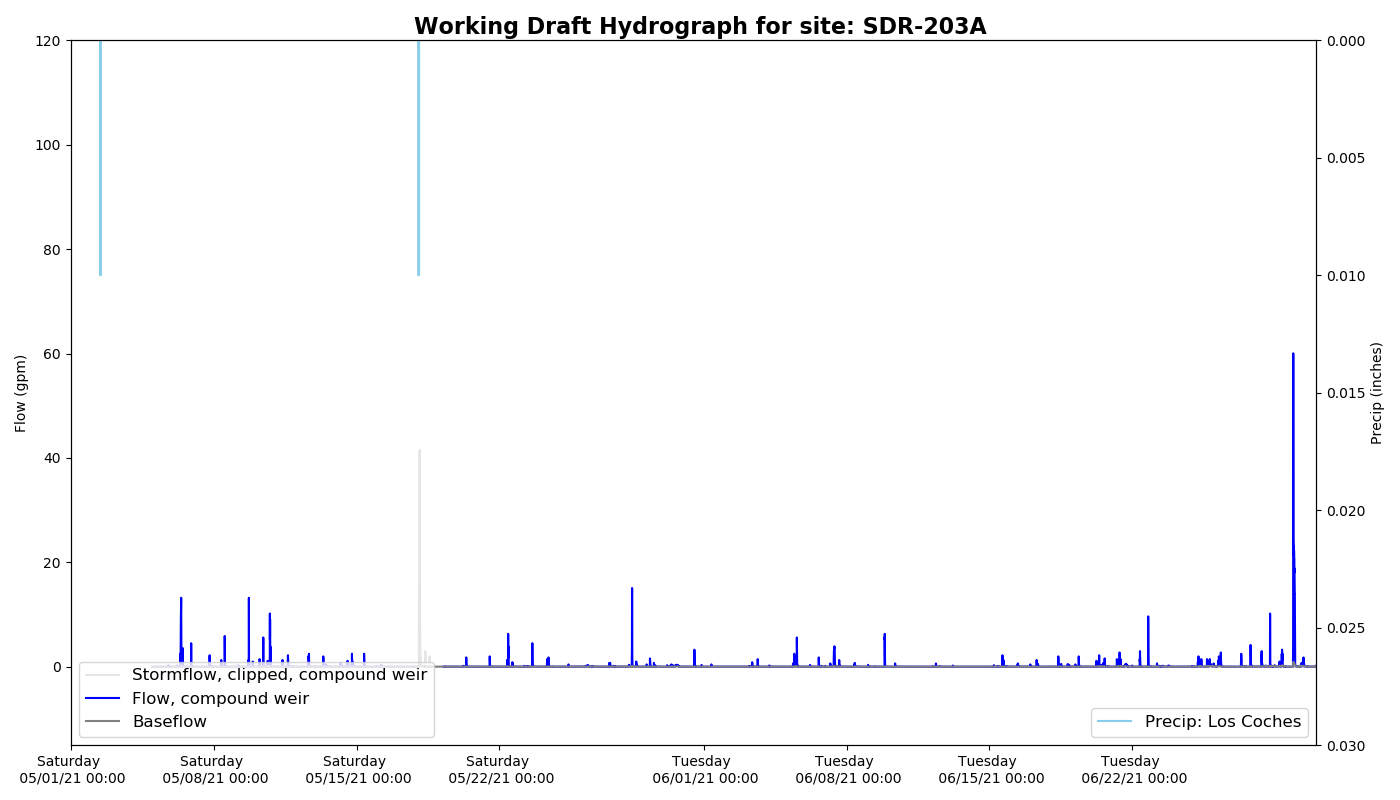 Working Draft Hydrograph for site: SDR-203A
120
100
80
60
40
20
0
Flow (gpm)
0.000
0.005
0.010
0.015
0.020
0.025
0.030
Precip (inches)
Stormflow, clipped, compound weir
Flow, compound weir
Baseflow
Precip: Los Coches
Saturday
05/01/21 00:00
Saturday
05/08/21 00:00
Saturday
05/15/21 00:00
Saturday
05/22/21 00:00
Tuesday
06/01/21 00:00
Tuesday
06/08/21 00:00
Tuesday
06/15/21 00:00
Tuesday
06/22/21 00:00